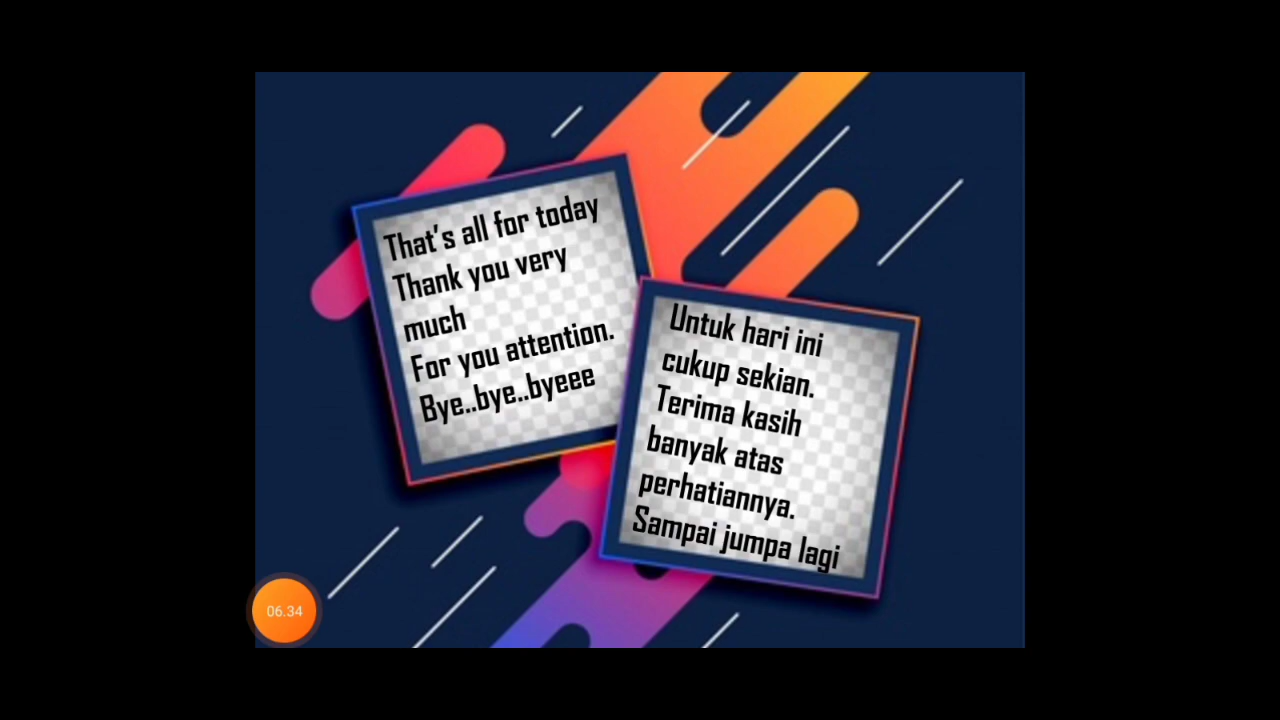 That's all for today
Thank you very
much
For you attention.
Bye..bye..byeee
Untuk hari ini
cukup sekian.
Terima kasih
banyak atas
perhatiannya.
Sampai jumpa lagi
06.34